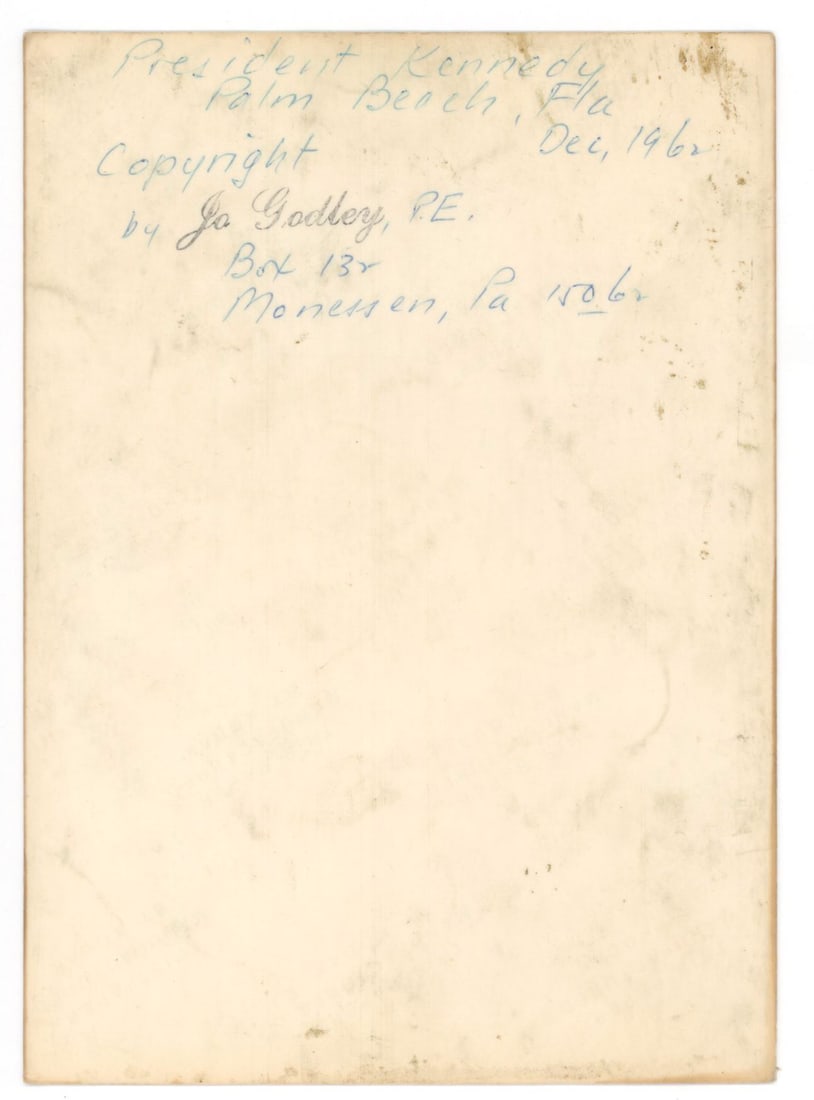 President Kennedy
Palm Beach, Fla
Dec, 1962
Copyright
by Jo Godley, P.E.
Box 132
Monessen, Pa 15062